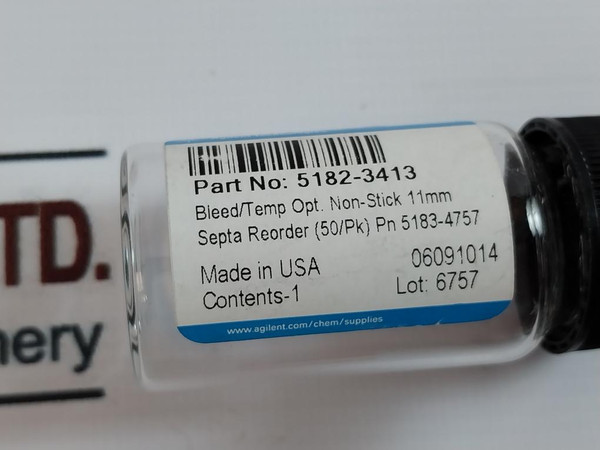 Part No: 5182-3413
Bleed/Temp Opt. Non-Stick 11mm
Septa Reorder (50/Pk) Pn 5183-4757
Made in USA
06091014
Contents-1
Lot: 6757
www.agilent.com/chem/supplies
TD.
nery